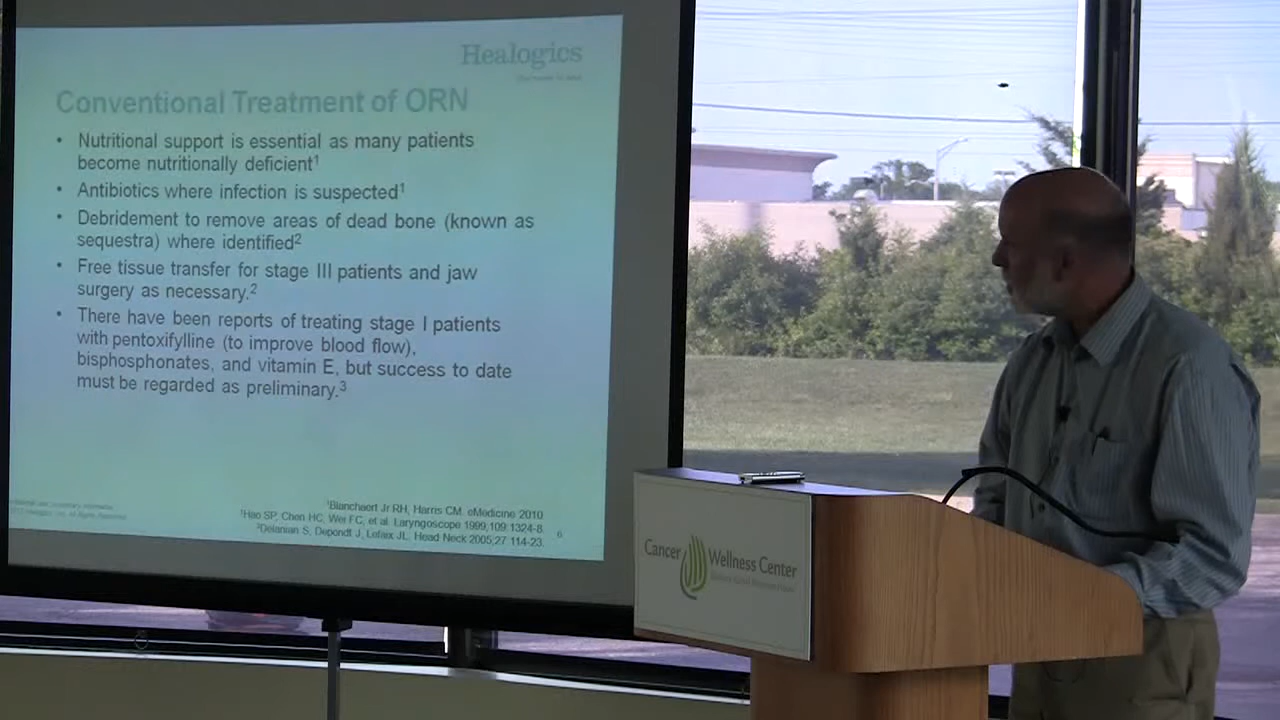 Healogics
Conventional Treatment of ORN
• Nutritional support is essential as many patients
become nutritionally deficient1
• Antibiotics where infection is suspected1
• Debridement to remove areas of dead bone (known as
sequestra) where identified2
• Free tissue transfer for stage III patients and jaw
surgery as necessary.2
• There have been reports of treating stage I patients
with pentoxifylline (to improve blood flow),
bisphosphonates, and vitamin E, but success to date
must be regarded as preliminary.3
1Blanchaert Jr RH, Harris CM. eMedicine 2010
Hao SP, Chen HC, Wei FC, et al. Laryngoscope 1999;109:1324-8
Delanian S, Depondt J, Lefaix JL. Head Neck 2005;27 114-23.
6
Cancer Wellness Center